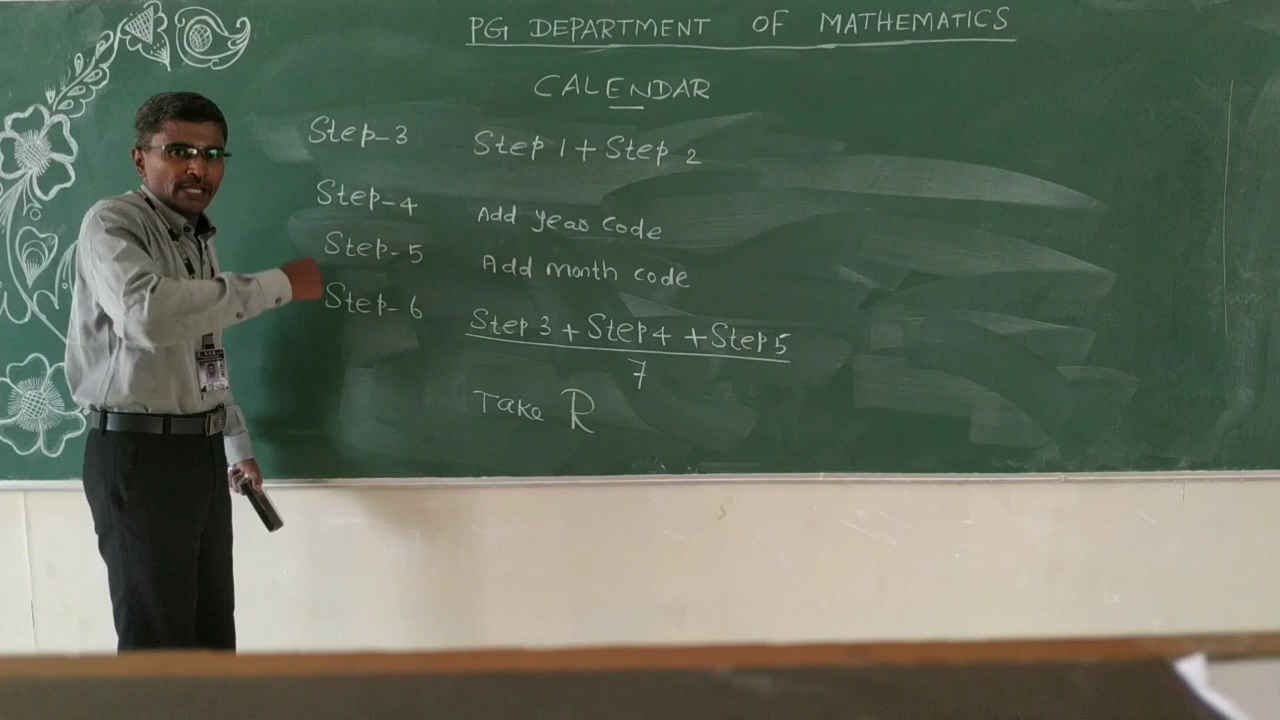 PG DEPARTMENT OF MATHEMATICS
CALENDAR
Step-3 Step 1 + Step 2
Step-4 Add year code
Step-5 Add month code
Step-6 Step 3 + Step 4 + Step 5
7
Take R